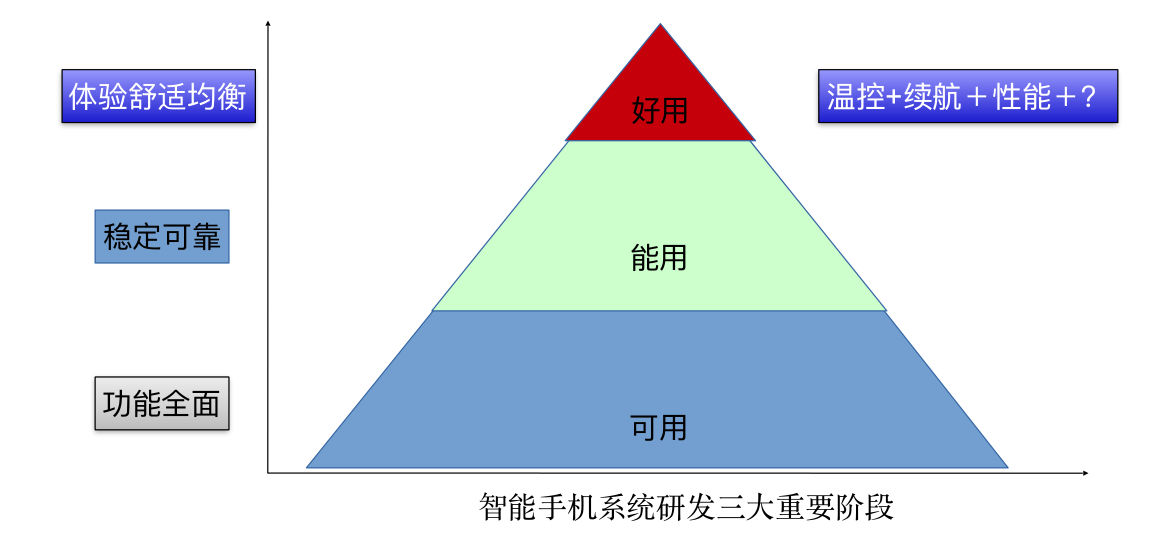 体验舒适均衡
好用
温控+续航＋性能＋？
稳定可靠
能用
功能全面
可用
智能手机系统研发三大重要阶段